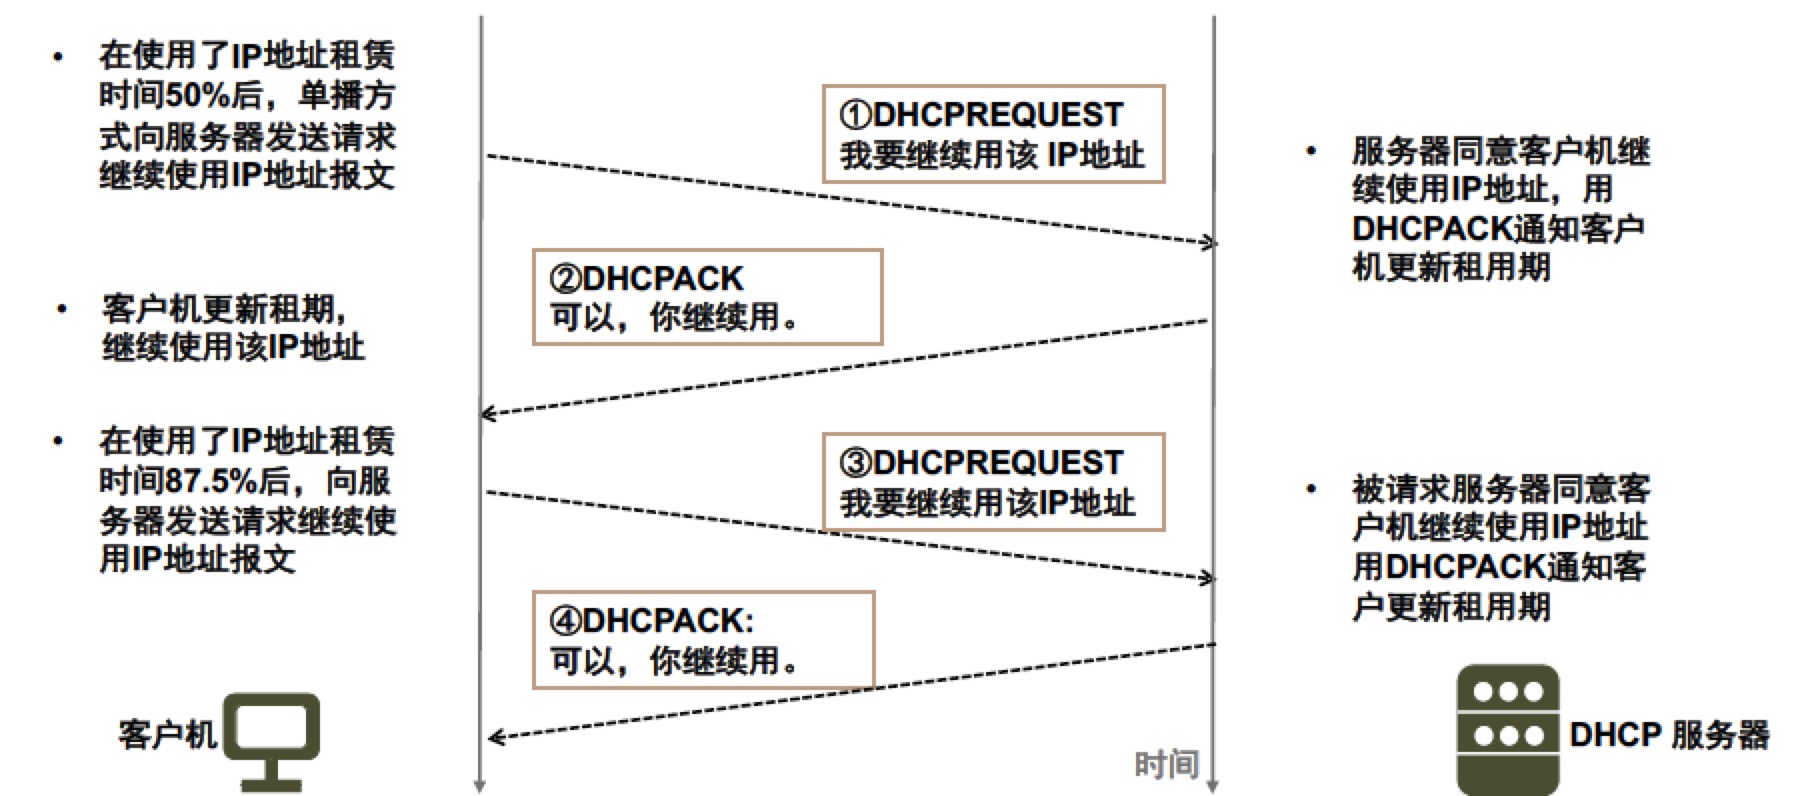 • 在使用了IP地址租赁
时间50%后，单播方
式向服务器发送请求
继续使用IP地址报文
①DHCPREQUEST
我要继续用该 IP地址
• 服务器同意客户机继
续使用IP地址，用
DHCPACK通知客户
机更新租用期
②DHCPACK
可以，你继续用。
• 客户机更新租期，
继续使用该IP地址
• 在使用了IP地址租赁
时间87.5%后，向服
务器发送请求继续使
用IP地址报文
③DHCPREQUEST
我要继续用该IP地址
• 被请求服务器同意客
户机继续使用IP地址
用DHCPACK通知客
户更新租用期
④DHCPACK:
可以，你继续用。
客户机
时间
DHCP 服务器